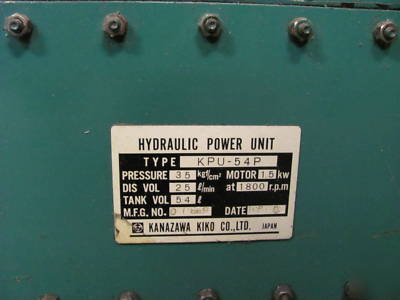 HYDRAULIC POWER UNIT
TYPE KPU-54P
PRESSURE 35 kgf/cm² MOTOR 1.5 kw
DIS VOL 25 ℓ/min at 1800 r.p.m
TANK VOL 54 ℓ
M.F.G. NO. DATE
KANAZAWA KIKO CO.,LTD. JAPAN